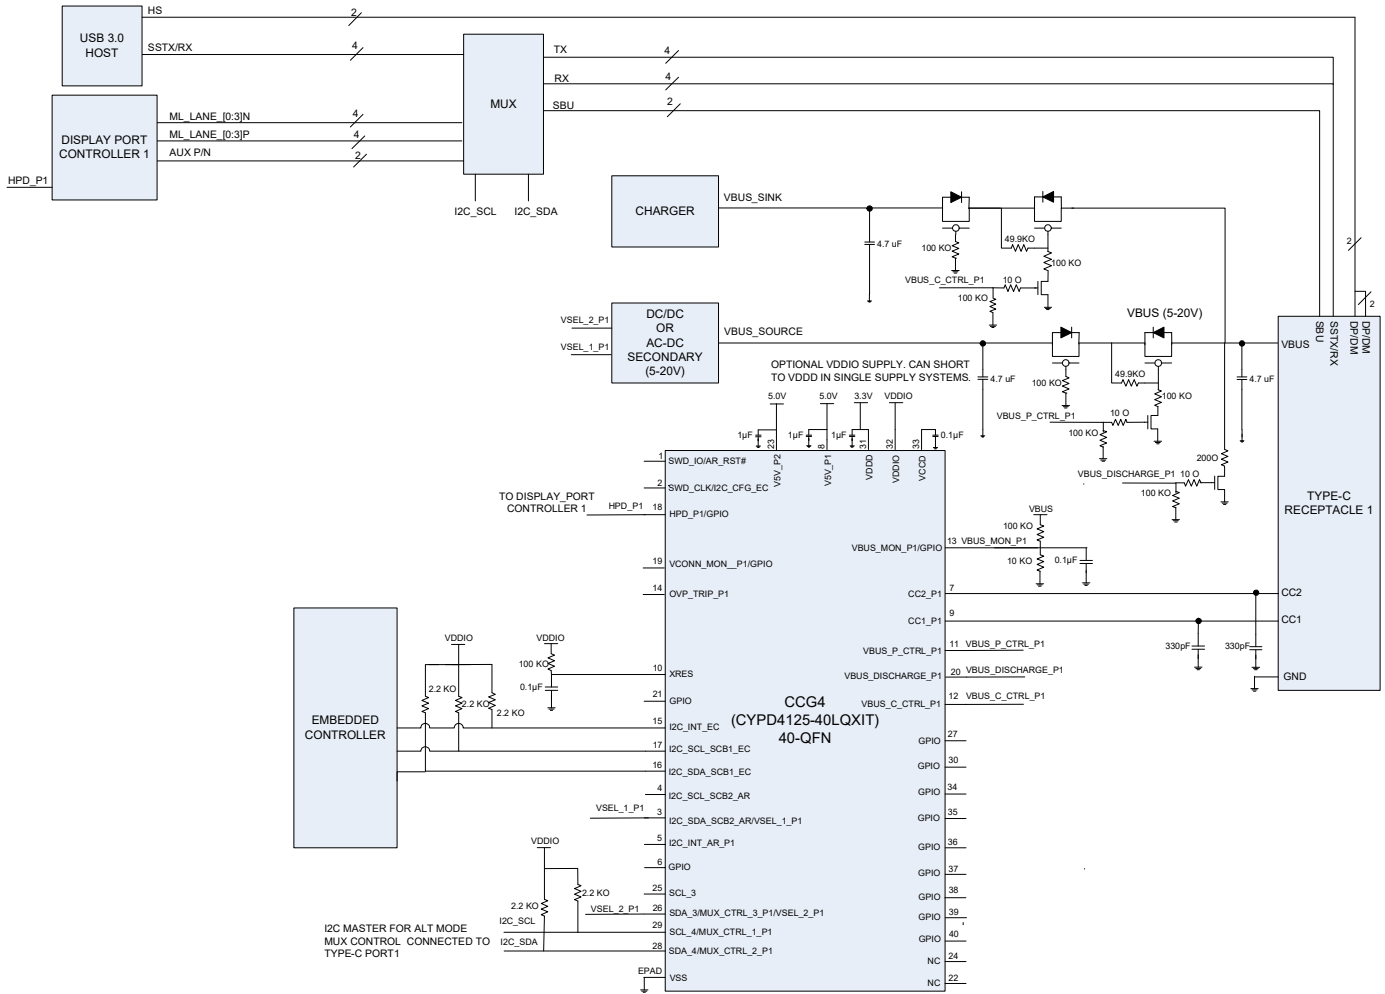 HS
2
USB 3.0
HOST
SSTX/RX
4
MUX
TX
4
RX
4
SBU
2
DISPLAY PORT
CONTROLLER 1
ML_LANE_[0:3]N
4
ML_LANE_[0:3]P
4
AUX P/N
2
HPD_P1
I2C_SCL
I2C_SDA
CHARGER
VBUS_SINK
4.7 uF
100 KO
49.9KO
100 KO
VBUS_C_CTRL_P1
10 O
100 KO
2
2
VSEL_2_P1
VSEL_1_P1
DC/DC
OR
AC-DC
SECONDARY
(5-20V)
VBUS_SOURCE
VBUS (5-20V)
4.7 uF
100 KO
49.9KO
100 KO
4.7 uF
VBUS_P_CTRL_P1
10 O
100 KO
200O
VBUS_DISCHARGE_P1
10 O
100 KO
VBUS
SBU
SSTX/RX
DP/DM
DP/DM
TYPE-C
RECEPTACLE 1
CC2
CC1
GND
OPTIONAL VDDIO SUPPLY. CAN SHORT
TO VDDD IN SINGLE SUPPLY SYSTEMS.
5.0V
5.0V
3.3V
VDDIO
1µF
1µF
1µF
0.1µF
23
8
31
32
33
V5V_P2
V5V_P1
VDDD
VDDIO
VCCD
1
SWD_IO/AR_RST#
2
SWD_CLK/I2C_CFG_EC
TO DISPLAY_PORT
CONTROLLER 1
HPD_P1
18
HPD_P1/GPIO
19
VCONN_MON__P1/GPIO
14
OVP_TRIP_P1
VBUS
100 KO
VBUS_MON_P1/GPIO
13
VBUS_MON_P1
10 KO
0.1µF
CC2_P1
7
CC1_P1
9
330pF
330pF
VBUS_P_CTRL_P1
11
VBUS_P_CTRL_P1
VBUS_DISCHARGE_P1
20
VBUS_DISCHARGE_P1
VBUS_C_CTRL_P1
12
VBUS_C_CTRL_P1
EMBEDDED
CONTROLLER
VDDIO
2.2 KO
2.2 KO
2.2 KO
VDDIO
100 KO
0.1µF
10
XRES
21
GPIO
15
I2C_INT_EC
17
I2C_SCL_SCB1_EC
16
I2C_SDA_SCB1_EC
4
I2C_SCL_SCB2_AR
VSEL_1_P1
3
I2C_SDA_SCB2_AR/VSEL_1_P1
5
I2C_INT_AR_P1
6
GPIO
25
SCL_3
VSEL_2_P1
26
SDA_3/MUX_CTRL_3_P1/VSEL_2_P1
29
SCL_4/MUX_CTRL_1_P1
28
SDA_4/MUX_CTRL_2_P1
EPAD
VSS
CCG4
(CYPD4125-40LQXIT)
40-QFN
GPIO
27
GPIO
30
GPIO
34
GPIO
35
GPIO
36
GPIO
37
GPIO
38
GPIO
39
GPIO
40
NC
24
NC
22
VDDIO
2.2 KO
2.2 KO
I2C_SCL
I2C_SDA
I2C MASTER FOR ALT MODE
MUX CONTROL CONNECTED TO
TYPE-C PORT1